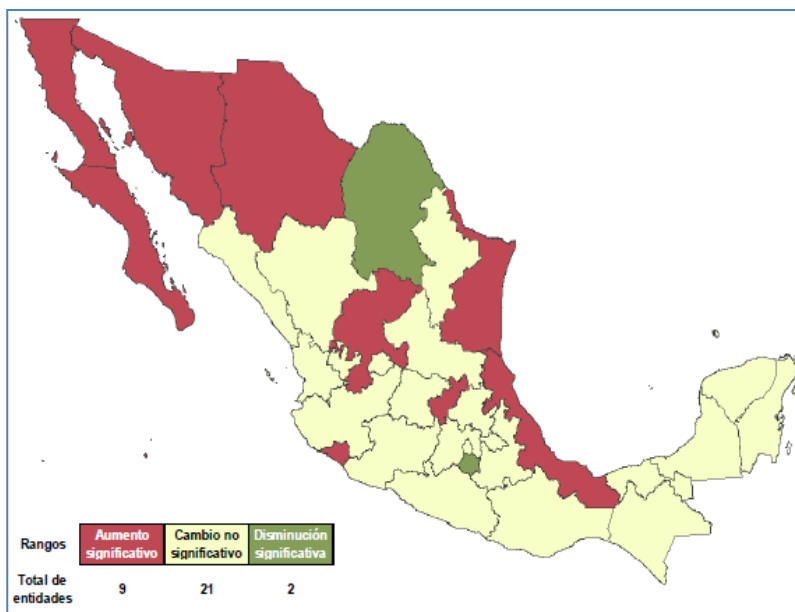 Rangos
Aumento significativo
Cambio no significativo
Disminución significativa
Total de entidades
9
21
2